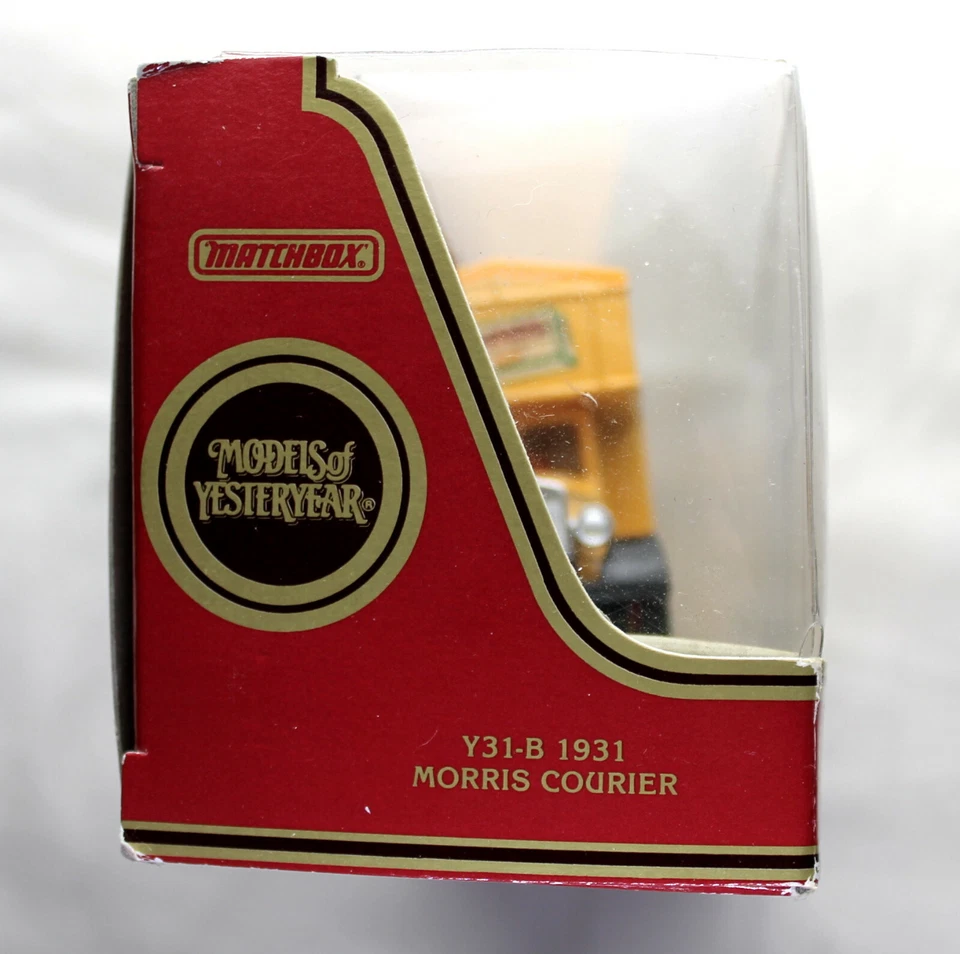 MATCHBOX®
MODELS of
YESTERYEAR®
Y31-B 1931
MORRIS COURIER